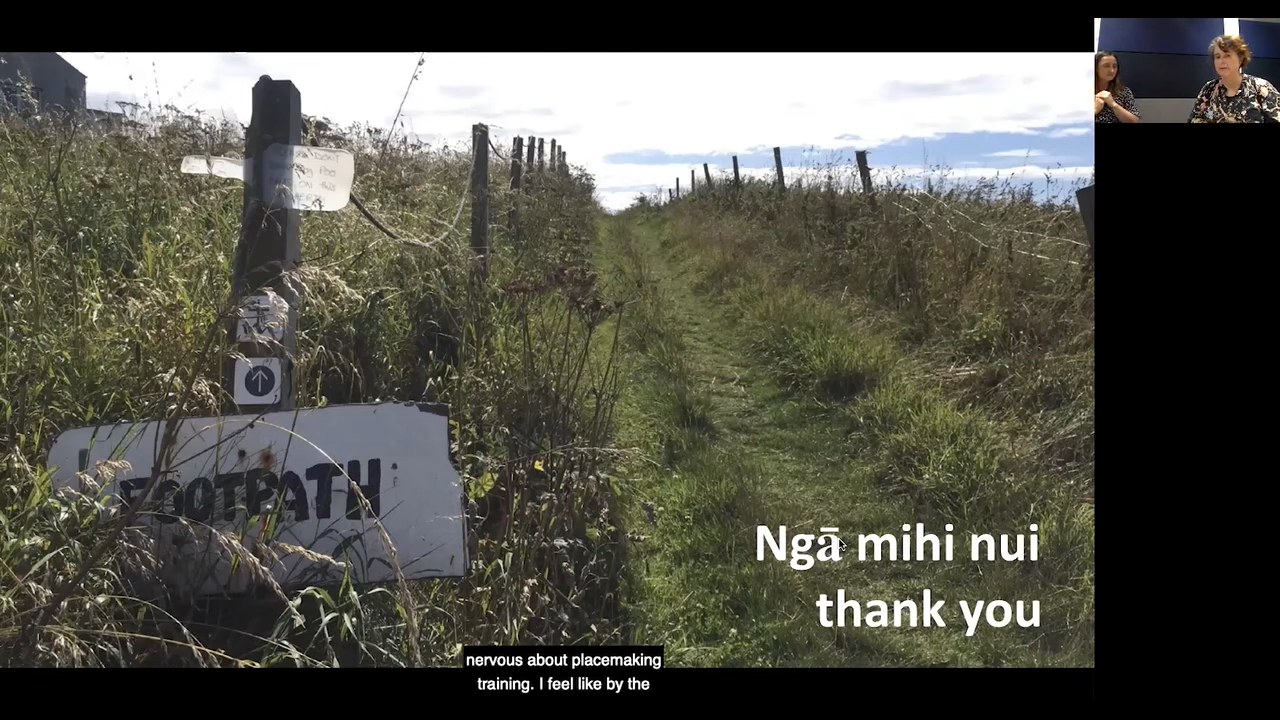 FOOTPATH
Ngā mihi nui
thank you
nervous about placemaking
training. I feel like by the